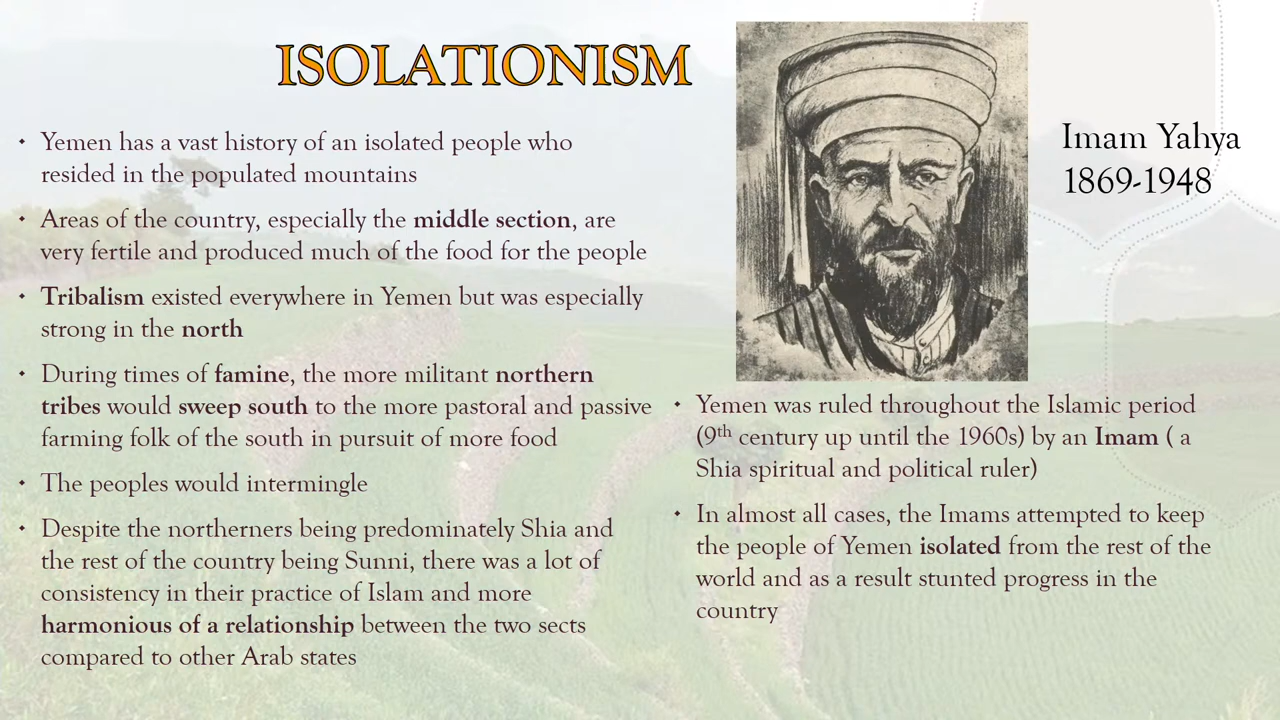 ISOLATIONISM
• Yemen has a vast history of an isolated people who
resided in the populated mountains
• Areas of the country, especially the middle section, are
very fertile and produced much of the food for the people
• Tribalism existed everywhere in Yemen but was especially
strong in the north
• During times of famine, the more militant northern
tribes would sweep south to the more pastoral and passive
farming folk of the south in pursuit of more food
• The peoples would intermingle
• Despite the northerners being predominately Shia and
the rest of the country being Sunni, there was a lot of
consistency in their practice of Islam and more
harmonious of a relationship between the two sects
compared to other Arab states
Imam Yahya
1869-1948
• Yemen was ruled throughout the Islamic period
(9th century up until the 1960s) by an Imam ( a
Shia spiritual and political ruler)
• In almost all cases, the Imams attempted to keep
the people of Yemen isolated from the rest of the
world and as a result stunted progress in the
country